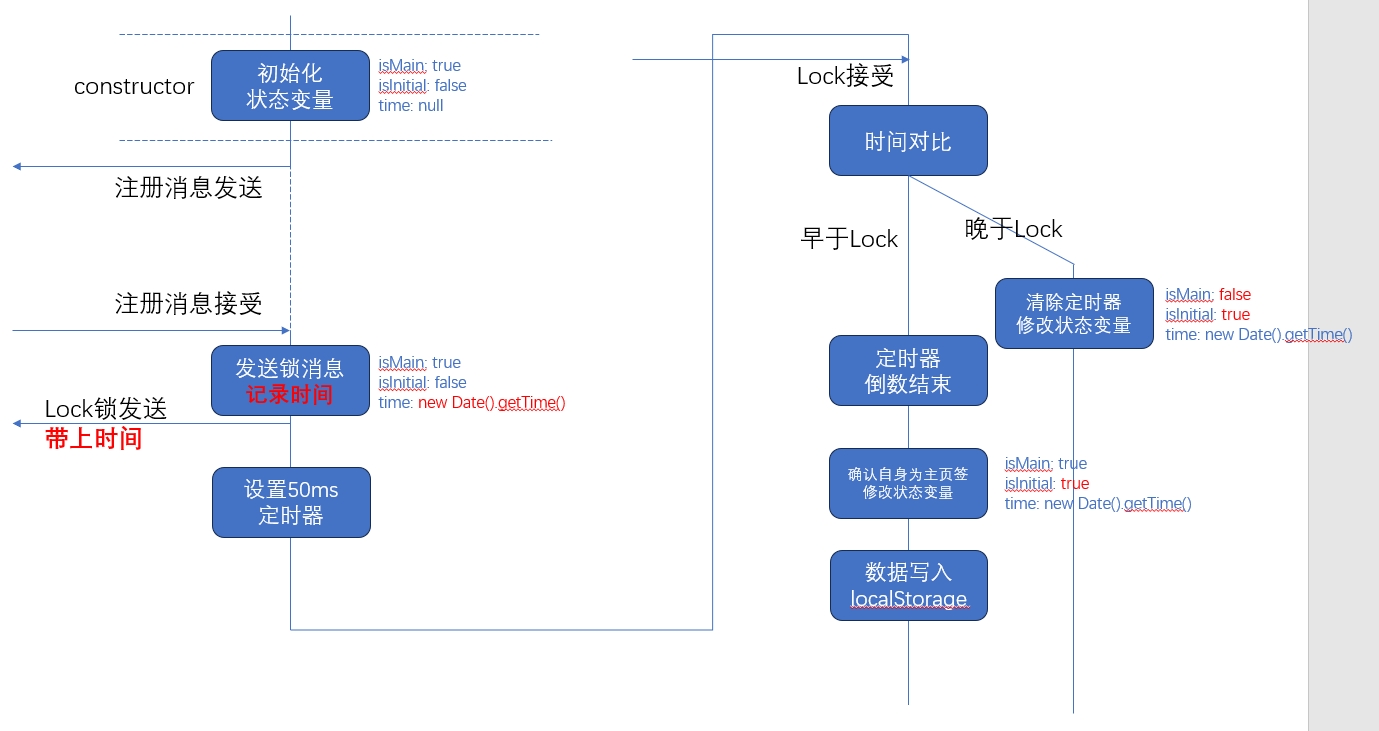 constructor
初始化
状态变量
isMain: true
isInitial: false
time: null
注册消息发送
注册消息接受
发送锁消息
记录时间
isMain: true
isInitial: false
time: new Date().getTime()
Lock锁发送
带上时间
设置50ms
定时器
Lock接受
时间对比
早于Lock
晚于Lock
清除定时器
修改状态变量
isMain: false
isInitial: true
time: new Date().getTime()
定时器
倒数结束
确认自身为主页签
修改状态变量
isMain: true
isInitial: true
time: new Date().getTime()
数据写入
localStorage